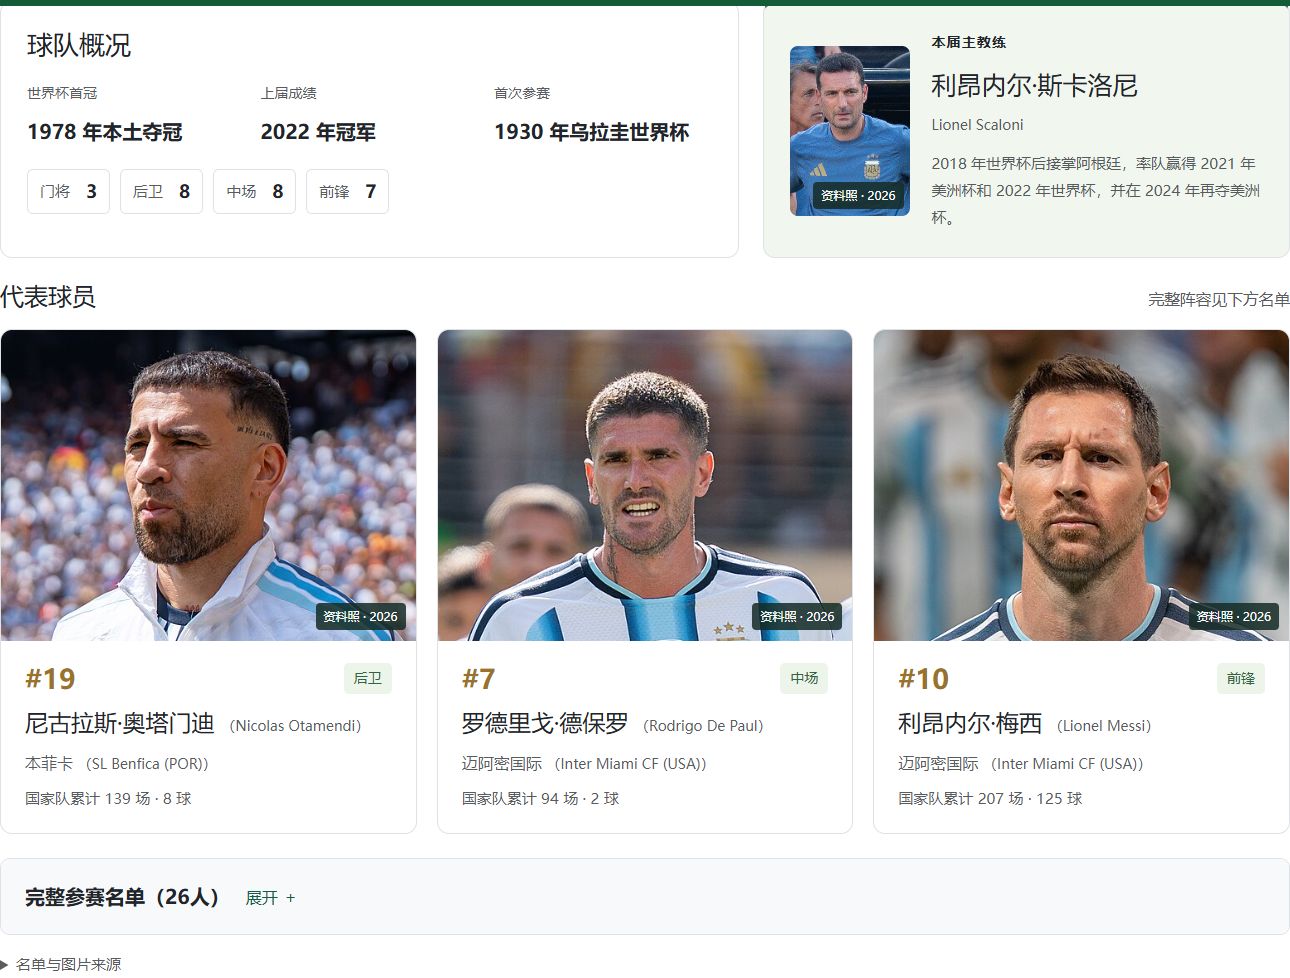 球队概况
世界杯首冠
1978 年本土夺冠
上届成绩
2022 年冠军
首次参赛
1930 年乌拉圭世界杯
门将 3
后卫 8
中场 8
前锋 7
资料照 · 2026
本届主教练
利昂内尔·斯卡洛尼
Lionel Scaloni
2018 年世界杯后接掌阿根廷，率队赢得 2021 年
美洲杯和 2022 年世界杯，并在 2024 年再夺美洲
杯。
代表球员
完整阵容见下方名单
资料照 · 2026
#19
后卫
尼古拉斯·奥塔门迪 （Nicolas Otamendi）
本菲卡 （SL Benfica (POR)）
国家队累计 139 场 · 8 球
资料照 · 2026
#7
中场
罗德里戈·德保罗 （Rodrigo De Paul）
迈阿密国际 （Inter Miami CF (USA)）
国家队累计 94 场 · 2 球
资料照 · 2026
#10
前锋
利昂内尔·梅西 （Lionel Messi）
迈阿密国际 （Inter Miami CF (USA)）
国家队累计 207 场 · 125 球
完整参赛名单（26人） 展开 +
名单与图片来源